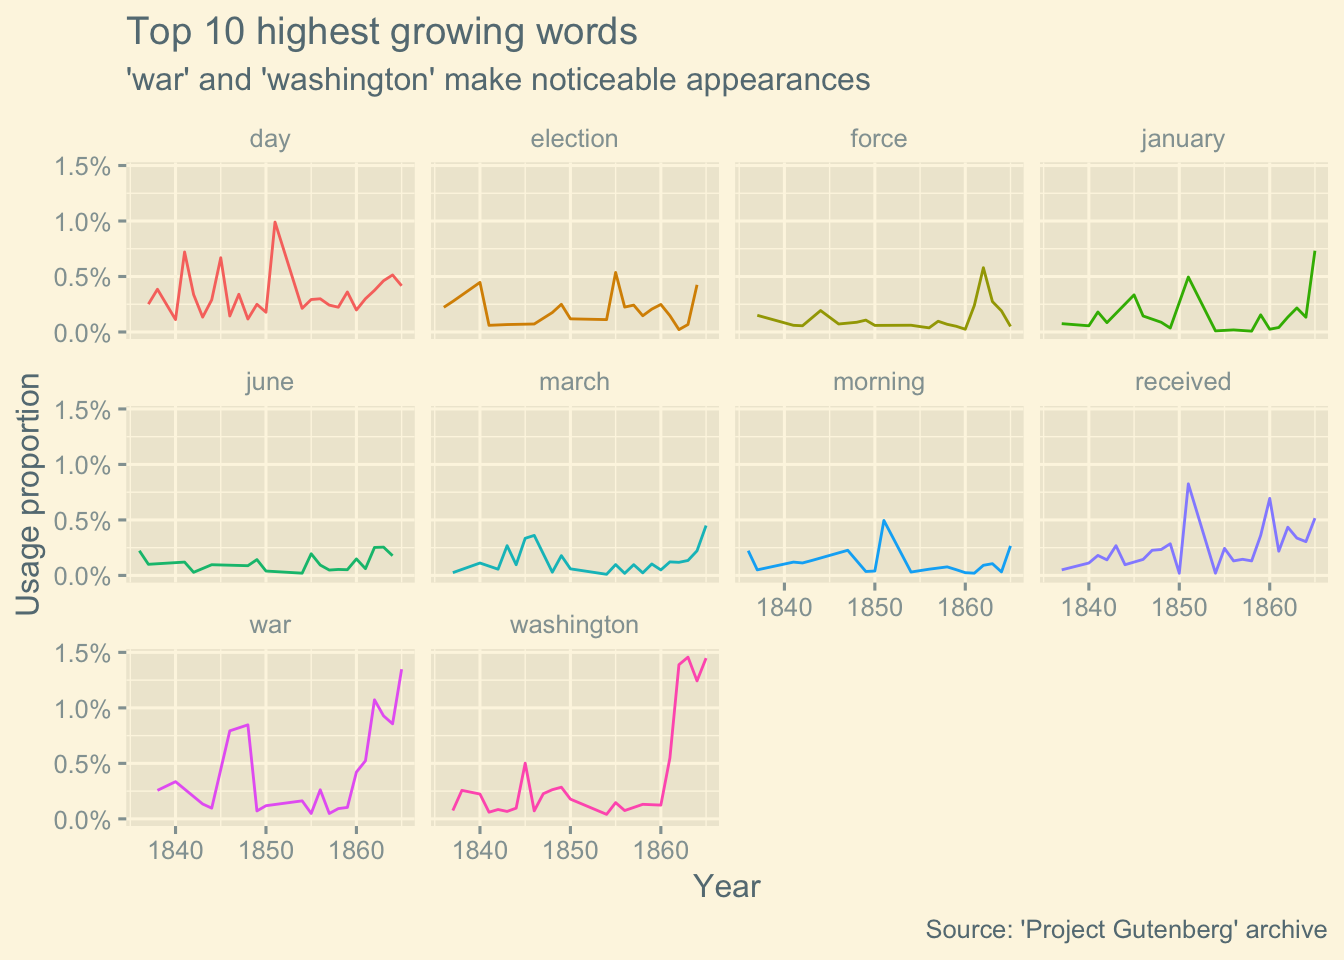 Top 10 highest growing words
'war' and 'washington' make noticeable appearances
day election force january
1.5%
1.0%
0.5%
0.0%
june march morning received
1.5%
1.0%
0.5%
0.0%
1840 1850 1860 1840 1850 1860
war washington
1.5%
1.0%
0.5%
0.0%
1840 1850 1860 1840 1850 1860
Usage proportion
Year
Source: 'Project Gutenberg' archive